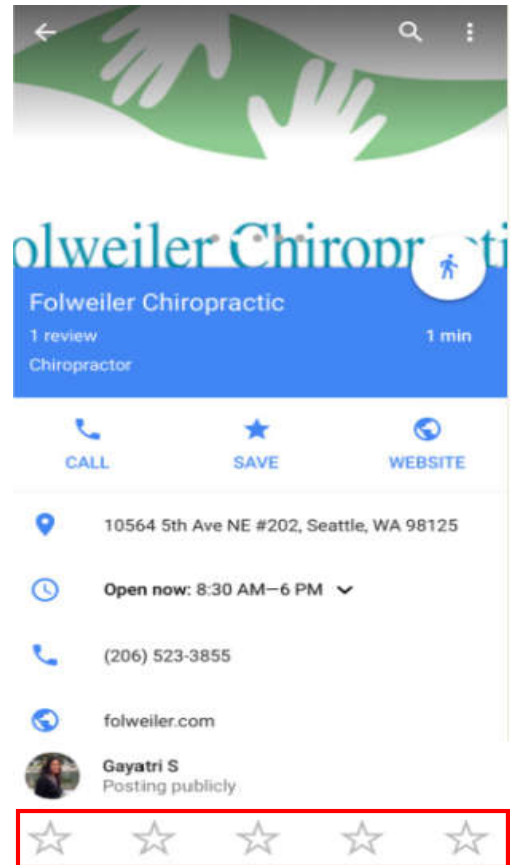 olweiler Chiropr
Folweiler Chiropractic
1 review
1 min
Chiropractor
CALL
SAVE
WEBSITE
10564 5th Ave NE #202, Seattle, WA 98125
Open now: 8:30 AM–6 PM
(206) 523-3855
folweiler.com
Gayatri S
Posting publicly